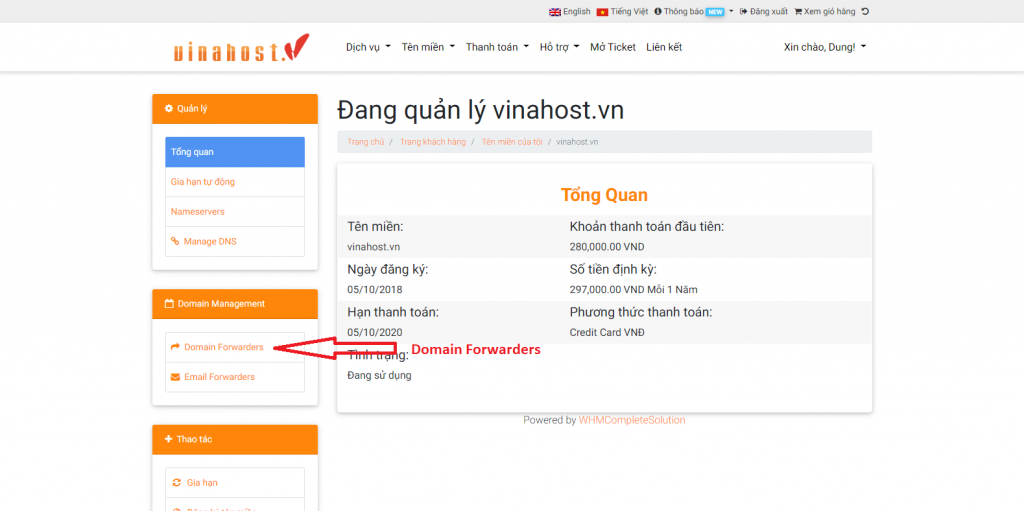 English Tiếng Việt Thông báo NEW Đăng xuất Xem giỏ hàng
vinahost.
Dịch vụ Tên miền Thanh toán Hỗ trợ Mở Ticket Liên kết Xin chào, Dung!
Quản lý
Tổng quan
Gia hạn tự động
Nameservers
Manage DNS
Domain Management
Domain Forwarders
Email Forwarders
Thao tác
Gia hạn
Đang quản lý vinahost.vn
Trang chủ / Trang khách hàng / Tên miền của tôi / vinahost.vn
Tổng Quan
Tên miền: Khoản thanh toán đầu tiên:
vinahost.vn 280,000.00 VND
Ngày đăng ký: Số tiền định kỳ:
05/10/2018 297,000.00 VND Mỗi 1 Năm
Hạn thanh toán: Phương thức thanh toán:
05/10/2020 Credit Card VNĐ
Domain Forwarders
Tình trạng:
Đang sử dụng
Powered by WHMCompleteSolution